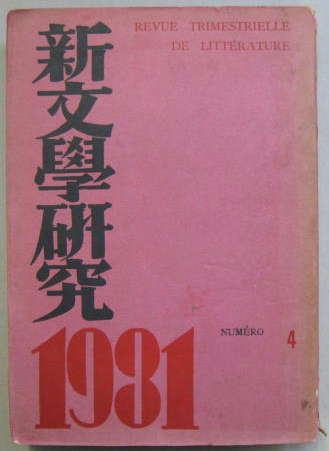 REVUE TRIMESTRIELLE
DE LITTÉRATURE
新文學研究
1931
NUMÉRO 4